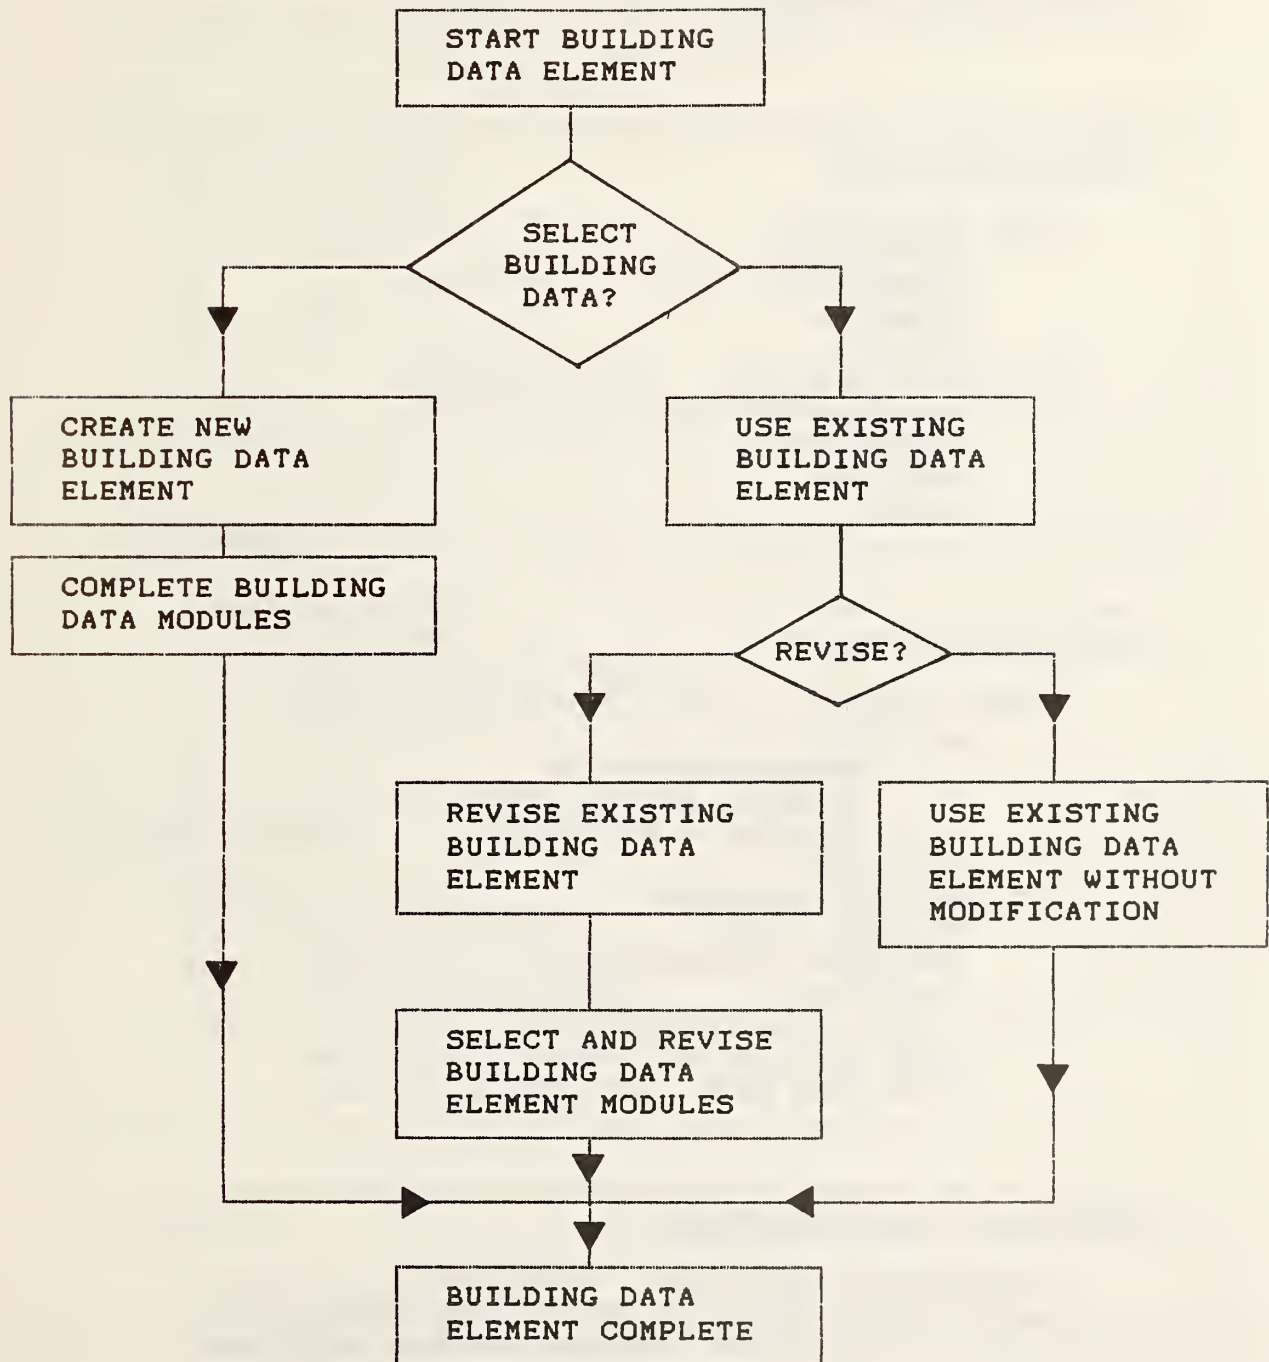 START BUILDING
DATA ELEMENT
SELECT
BUILDING
DATA?
CREATE NEW
BUILDING DATA
ELEMENT
USE EXISTING
BUILDING DATA
ELEMENT
COMPLETE BUILDING
DATA MODULES
REVISE?
REVISE EXISTING
BUILDING DATA
ELEMENT
USE EXISTING
BUILDING DATA
ELEMENT WITHOUT
MODIFICATION
SELECT AND REVISE
BUILDING DATA
ELEMENT MODULES
BUILDING DATA
ELEMENT COMPLETE